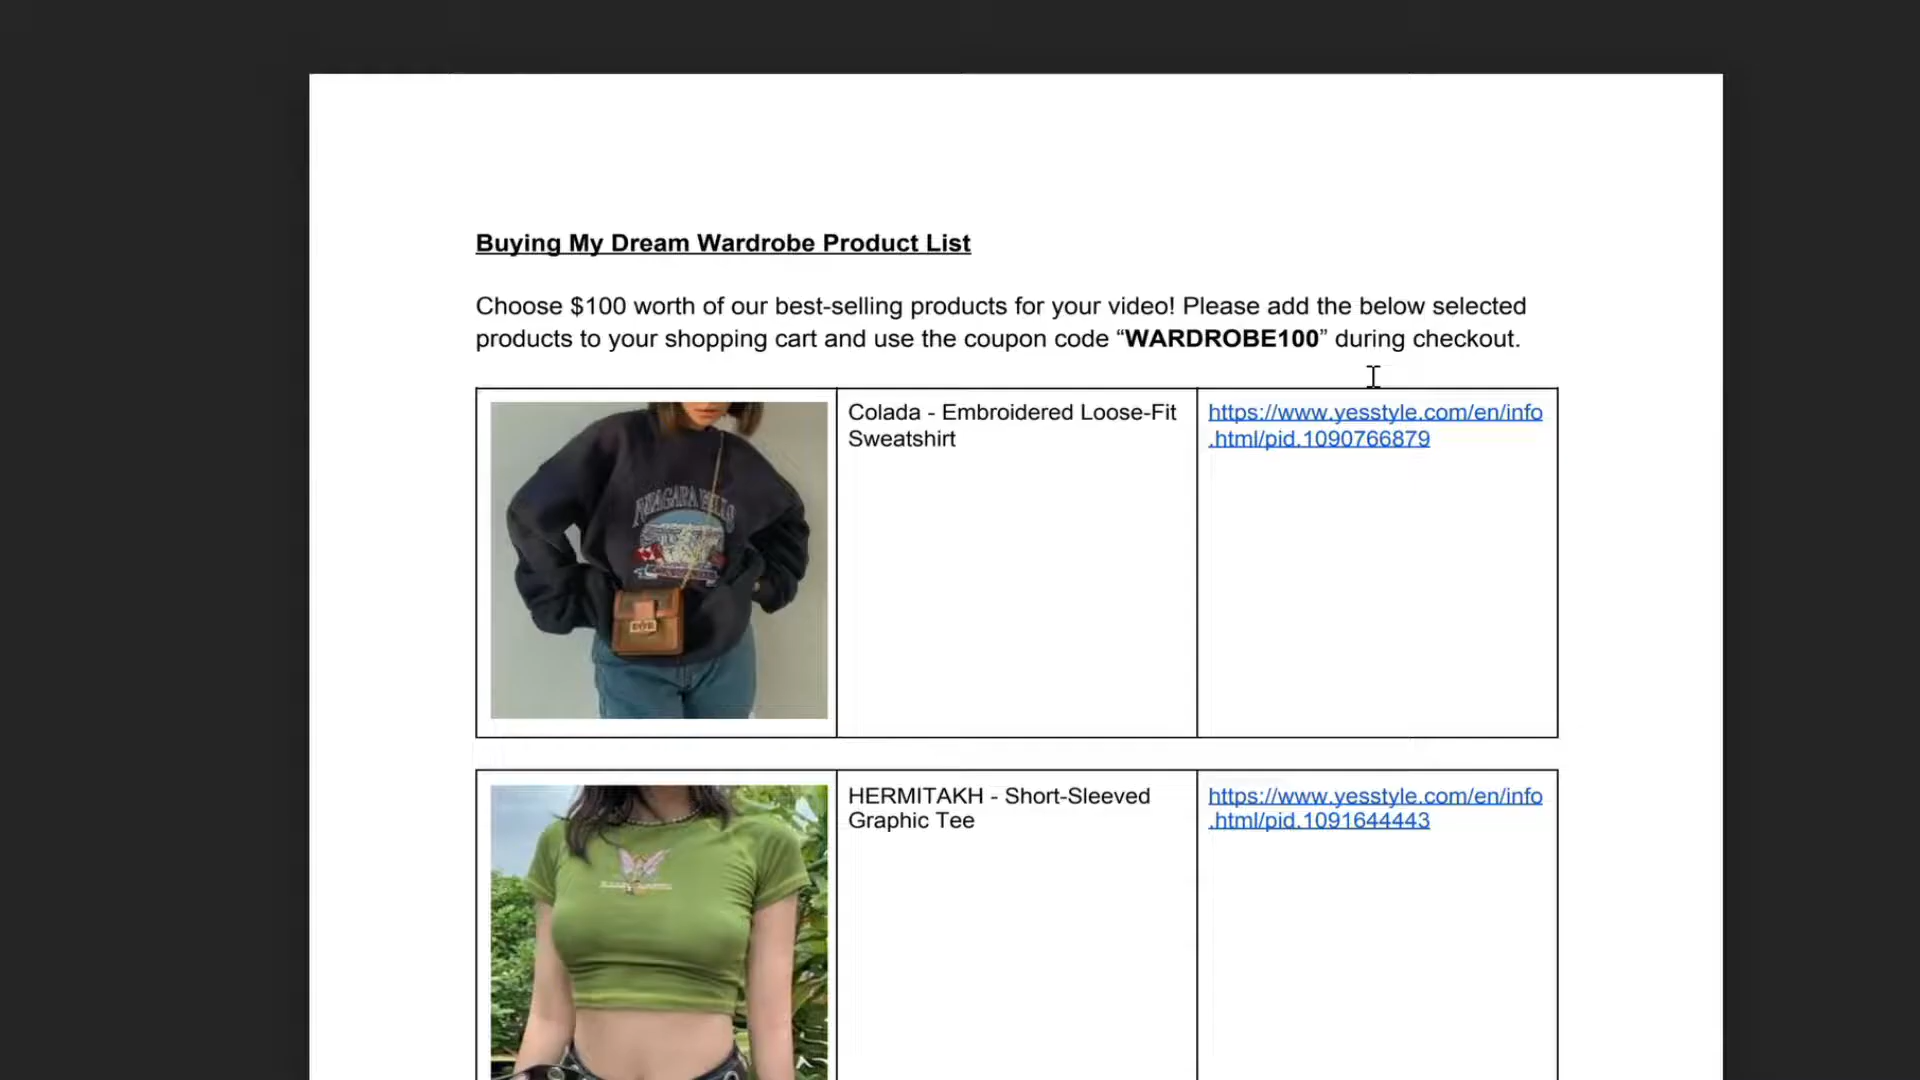 Buying My Dream Wardrobe Product List
Choose $100 worth of our best-selling products for your video! Please add the below selected
products to your shopping cart and use the coupon code “WARDROBE100” during checkout.
Colada - Embroidered Loose-Fit
Sweatshirt
https://www.yesstyle.com/en/info
.html/pid.1090766879
NIAGARA FALLS
HERMITAKH - Short-Sleeved
Graphic Tee
https://www.yesstyle.com/en/info
.html/pid.1091644443